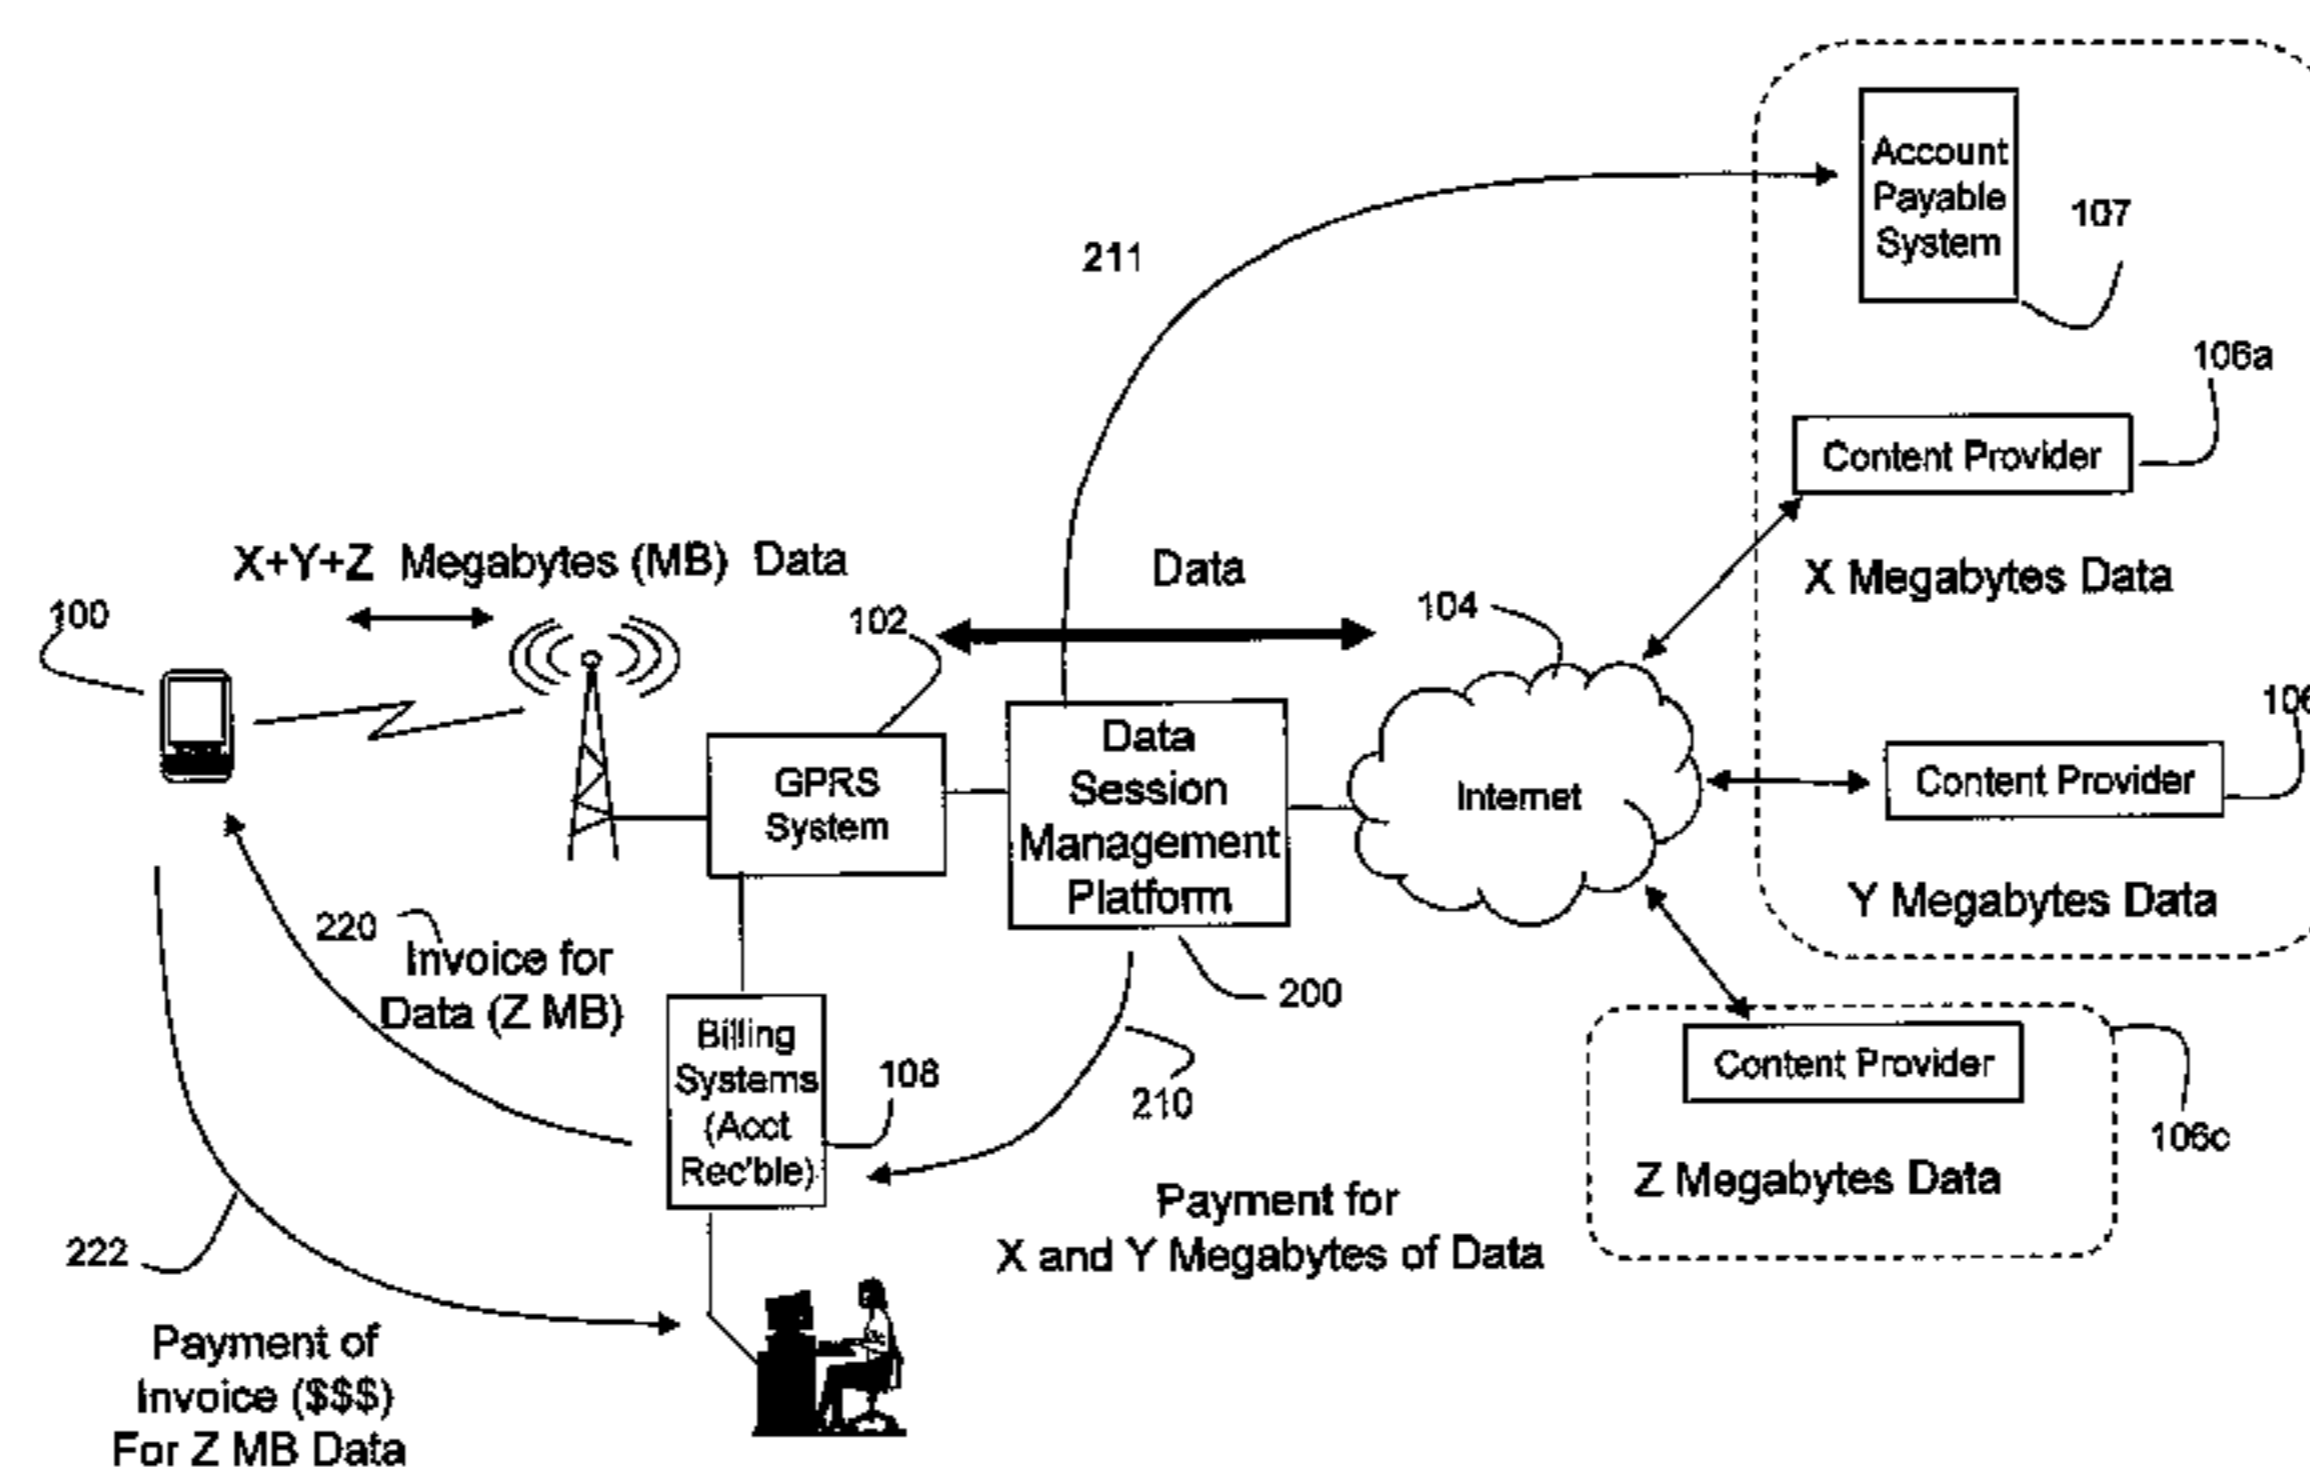 Account
Payable
System
107
211
106a
Content Provider
X+Y+Z Megabytes (MB) Data
Data
X Megabytes Data
100
102
104
106
Data
Session
Management
Platform
GPRS
System
Internet
Content Provider
Y Megabytes Data
220
Invoice for
Data (Z MB)
200
Billing
Systems
(Acct
Rec'ble)
108
210
Content Provider
106c
Z Megabytes Data
Payment for
X and Y Megabytes of Data
222
Payment of
Invoice ($$$)
For Z MB Data